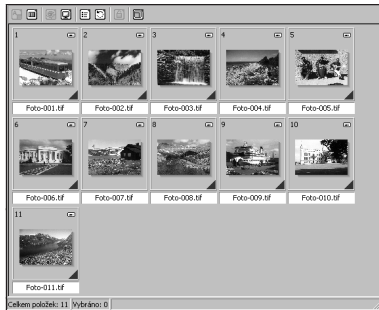 1 2 3 4 5
Foto-001.tif Foto-002.tif Foto-003.tif Foto-004.tif Foto-005.tif
6 7 8 9 10
Foto-006.tif Foto-007.tif Foto-008.tif Foto-009.tif Foto-010.tif
11
Foto-011.tif
Celkem položek: 11 Vybráno: 0